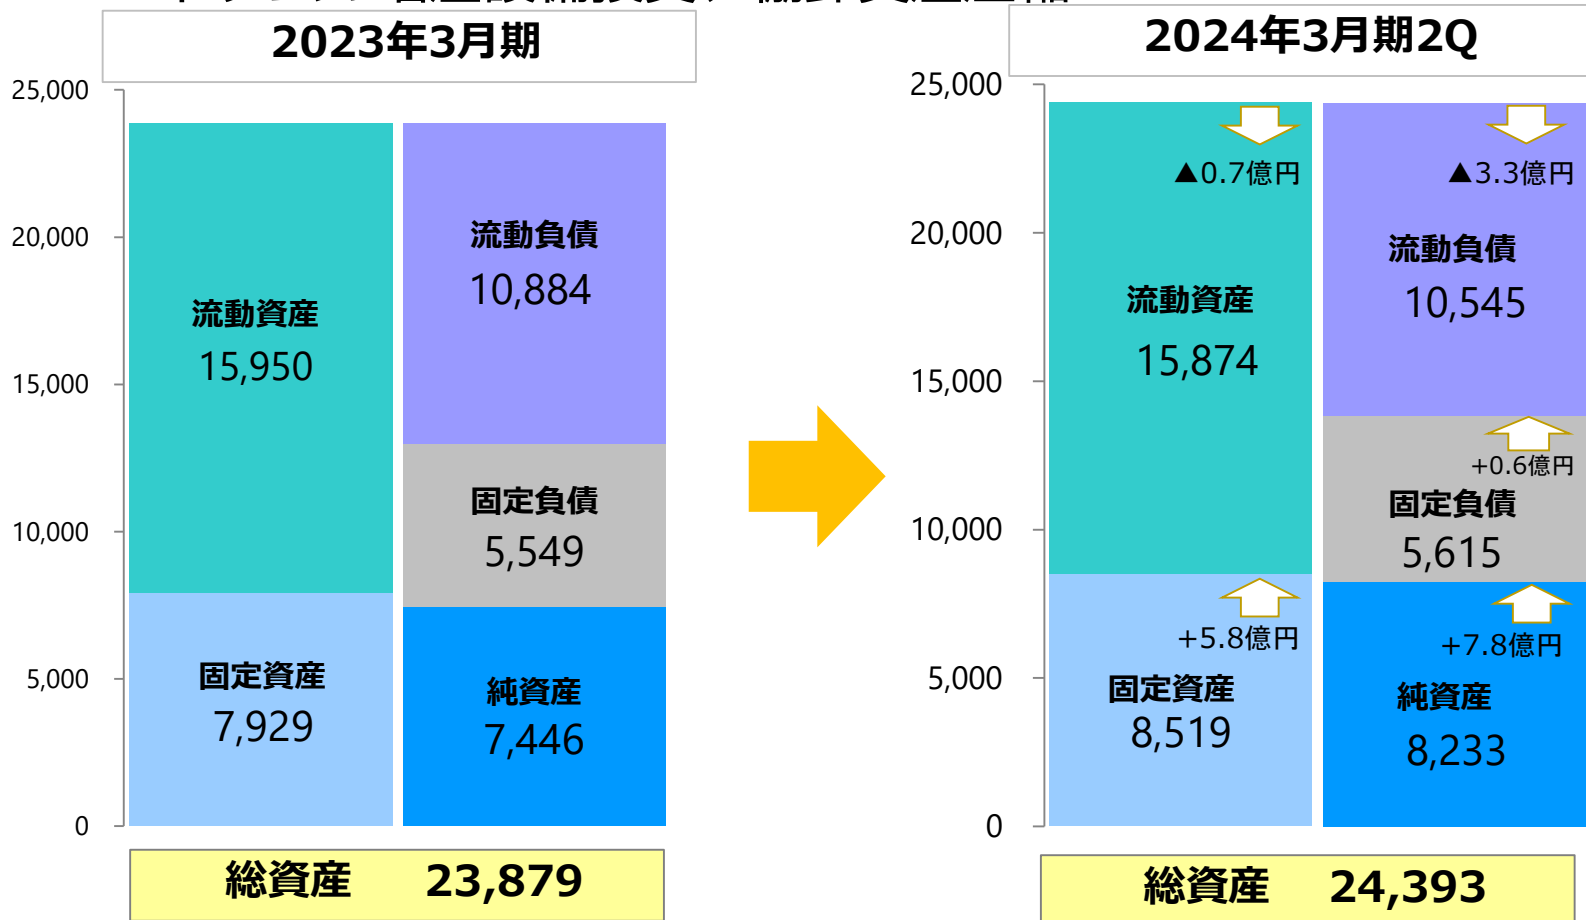 2023年3月期
25,000
20,000
15,000
10,000
5,000
0
流動資産
15,950
固定資産
7,929
流動負債
10,884
固定負債
5,549
純資産
7,446
総資産 23,879
2024年3月期2Q
25,000
20,000
15,000
10,000
5,000
0
▲0.7億円
流動資産
15,874
+5.8億円
固定資産
8,519
▲3.3億円
流動負債
10,545
+0.6億円
固定負債
5,615
+7.8億円
純資産
8,233
総資産 24,393